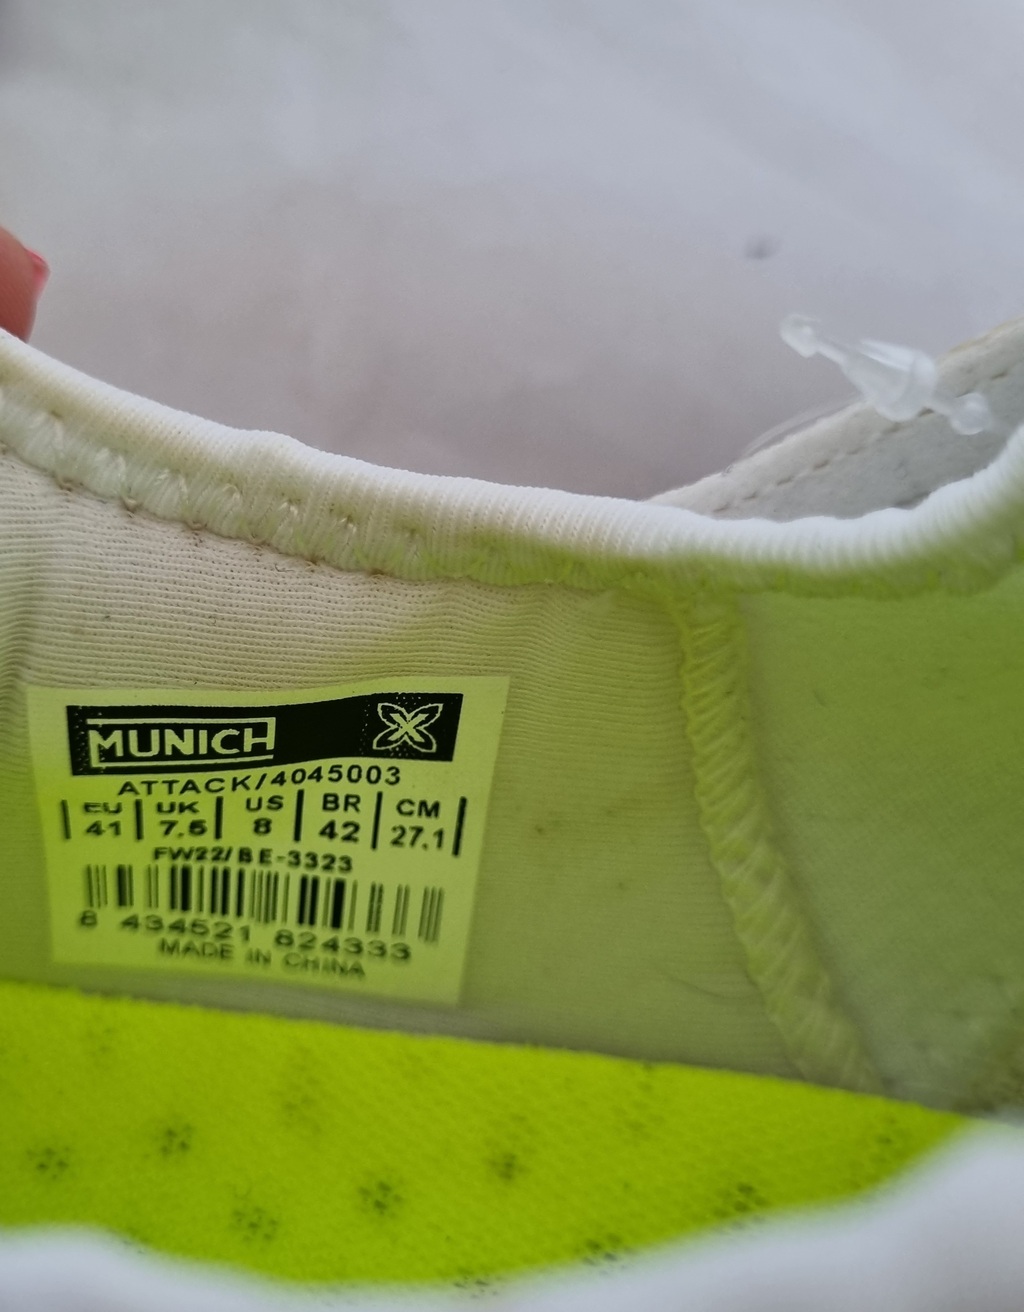 MUNICH
ATTACK/4045003
EU | UK | US | BR | CM
41 | 7.5 | 8 | 42 | 27.1
FW22/BE-3323
8 434521 824333
MADE IN CHINA